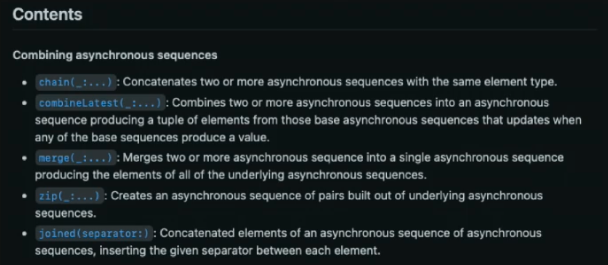 Contents
Combining asynchronous sequences
• chain(_:...): Concatenates two or more asynchronous sequences with the same element type.
• combineLatest(_:...): Combines two or more asynchronous sequences into an asynchronous
sequence producing a tuple of elements from those base asynchronous sequences that updates when
any of the base sequences produce a value.
• merge(_:...): Merges two or more asynchronous sequence into a single asynchronous sequence
producing the elements of all of the underlying asynchronous sequences.
• zip(_:...): Creates an asynchronous sequence of pairs built out of underlying asynchronous
sequences.
• joined(separator:): Concatenated elements of an asynchronous sequence of asynchronous
sequences, inserting the given separator between each element.